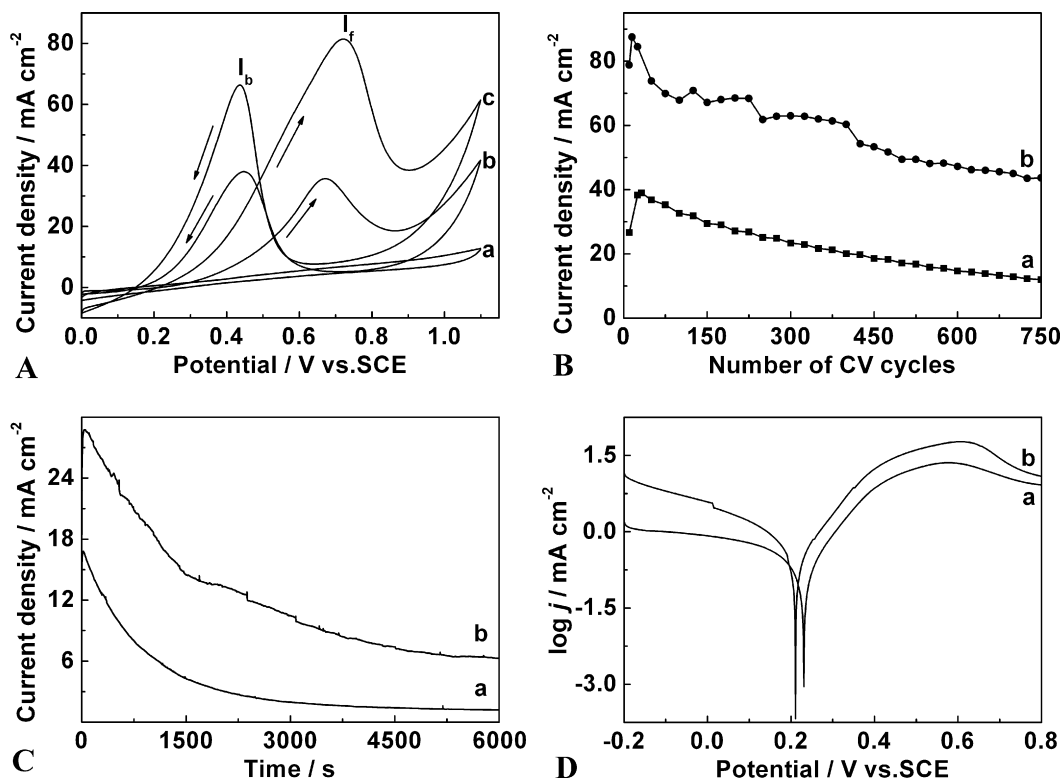 80
60
40
20
0
Current density / mA cm⁻²
I_b
I_f
c
b
a
0.0 0.2 0.4 0.6 0.8 1.0
Potential / V vs.SCE
A
80
60
40
20
0
Current density / mA cm⁻²
b
a
0 150 300 450 600 750
Number of CV cycles
B
24
18
12
6
Current density / mA cm⁻²
b
a
0 1500 3000 4500 6000
Time / s
C
1.5
0.0
-1.5
-3.0
log j / mA cm⁻²
b
a
-0.2 0.0 0.2 0.4 0.6 0.8
Potential / V vs.SCE
D